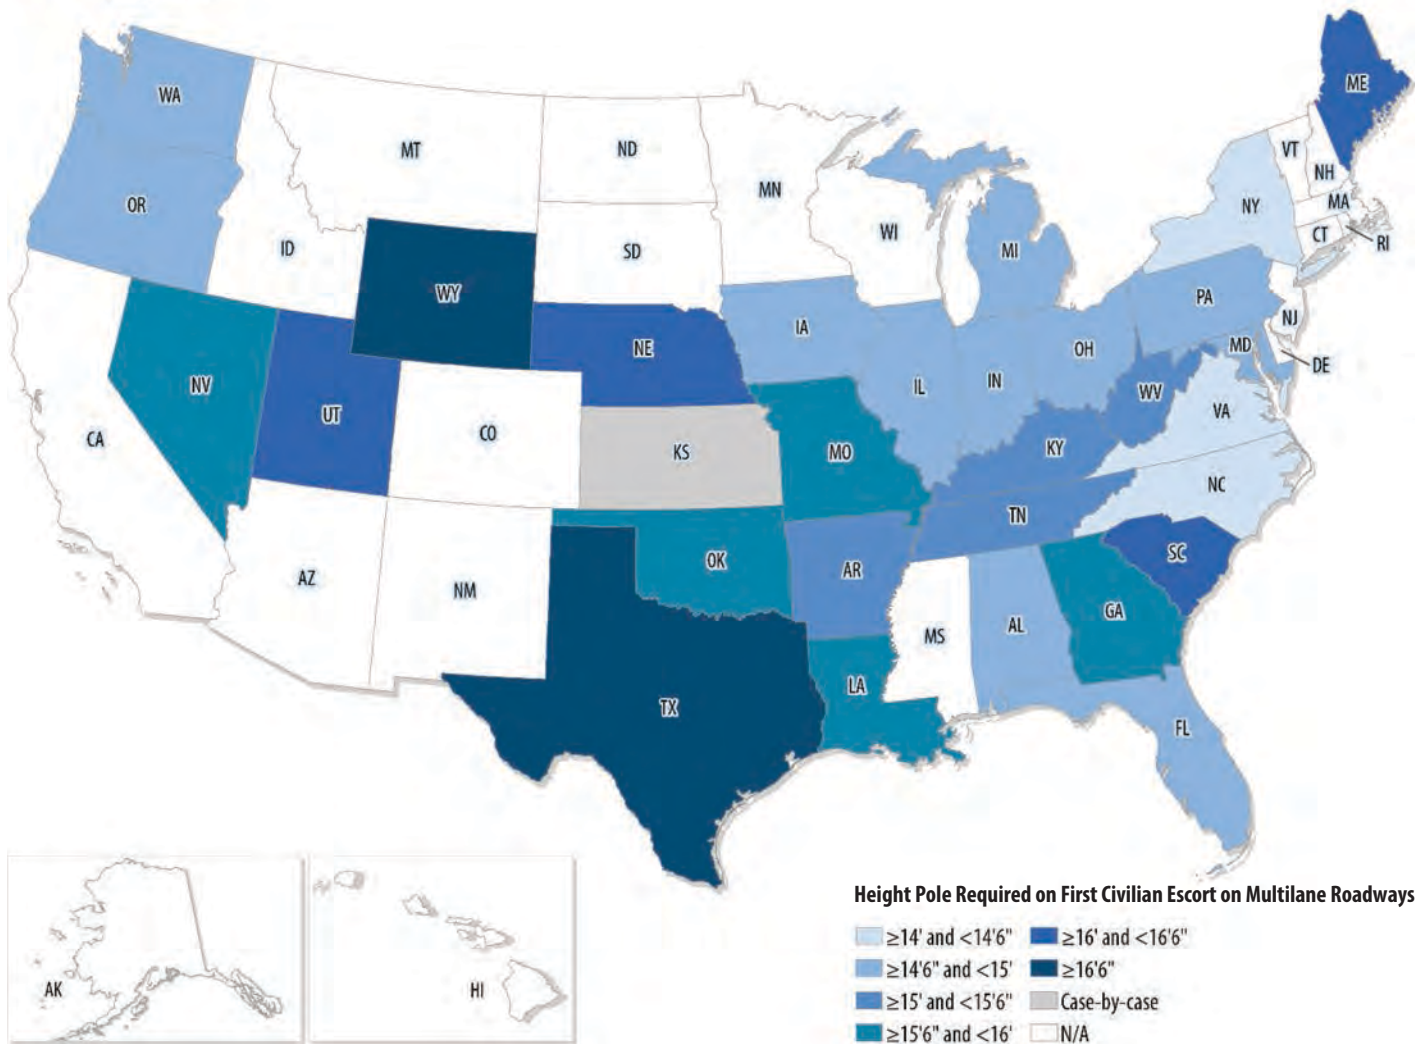 ME
WA
MT
ND
VT
MN
NH
OR
NY
MA
WI
CT
RI
ID
SD
MI
WY
PA
NJ
IA
NE
OH
MD
DE
NV
IL
IN
WV
UT
VA
CA
CO
KS
MO
KY
NC
TN
SC
OK
AR
AZ
NM
GA
MS
AL
LA
TX
FL
AK
HI
Height Pole Required on First Civilian Escort on Multilane Roadways
≥14' and <14'6" ≥16' and <16'6"
≥14'6" and <15' ≥16'6"
≥15' and <15'6" Case-by-case
≥15'6" and <16' N/A